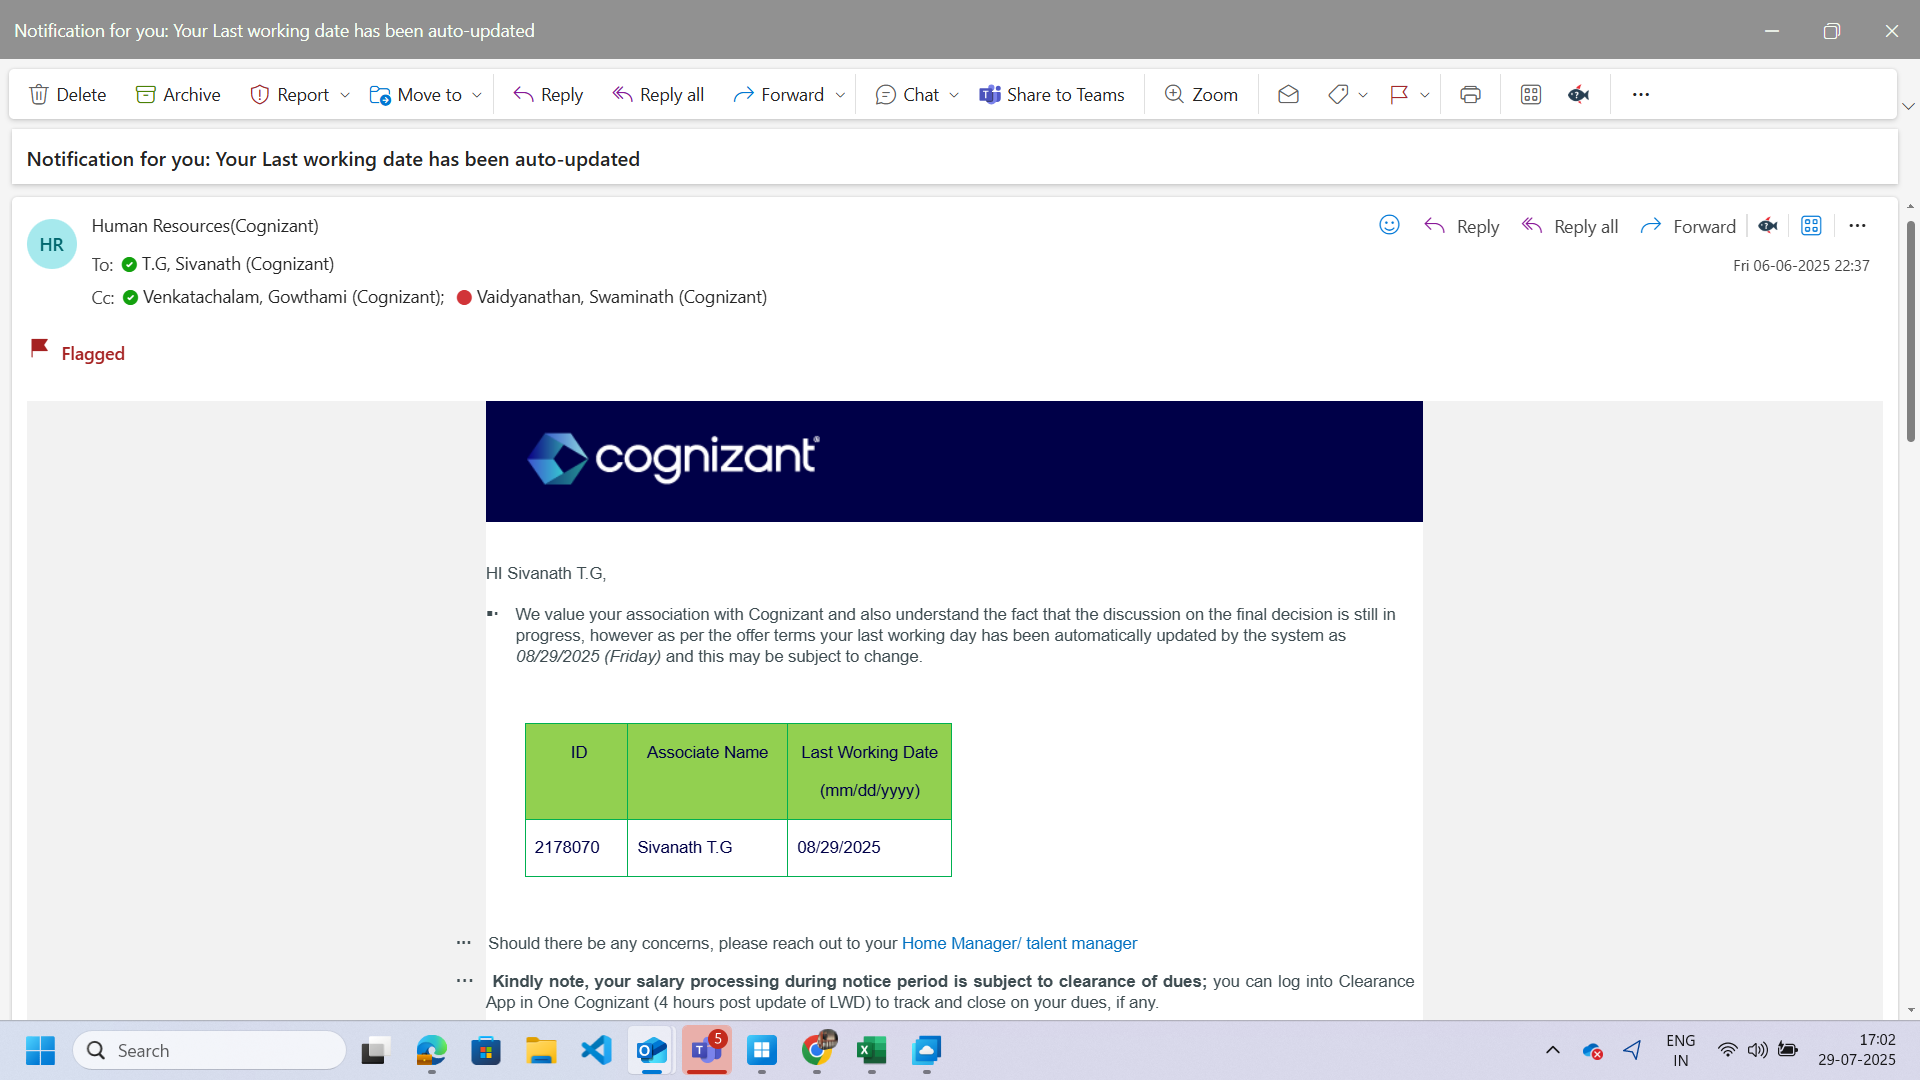 Notification for you: Your Last working date has been auto-updated
Delete Archive Report Move to Reply Reply all Forward Chat Share to Teams Zoom
Notification for you: Your Last working date has been auto-updated
HR
Human Resources(Cognizant)
Reply Reply all Forward
To: T.G, Sivanath (Cognizant)
Fri 06-06-2025 22:37
Cc: Venkatachalam, Gowthami (Cognizant); Vaidyanathan, Swaminath (Cognizant)
Flagged
cognizant
HI Sivanath T.G,
We value your association with Cognizant and also understand the fact that the discussion on the final decision is still in
progress, however as per the offer terms your last working day has been automatically updated by the system as
08/29/2025 (Friday) and this may be subject to change.
ID Associate Name Last Working Date
(mm/dd/yyyy)
2178070 Sivanath T.G 08/29/2025
Should there be any concerns, please reach out to your Home Manager/ talent manager
Kindly note, your salary processing during notice period is subject to clearance of dues; you can log into Clearance
App in One Cognizant (4 hours post update of LWD) to track and close on your dues, if any.
Search
5
ENG
IN
17:02
29-07-2025